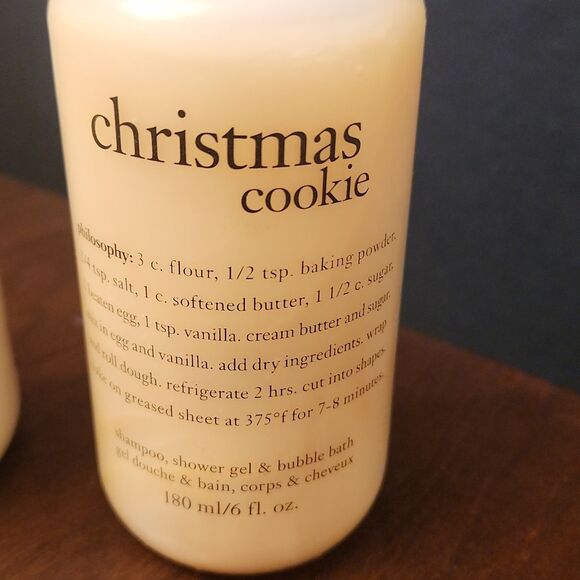 christmas
cookie
philosophy: 3 c. flour, 1/2 tsp. baking powder,
1/4 tsp. salt, 1 c. softened butter, 1 1/2 c. sugar,
beaten egg, 1 tsp. vanilla. cream butter and sugar.
in egg and vanilla. add dry ingredients. wrap
and roll dough. refrigerate 2 hrs. cut into shapes.
on greased sheet at 375°f for 7-8 minutes.
shampoo, shower gel & bubble bath
gel douche & bain, corps & cheveux
180 ml/6 fl. oz.